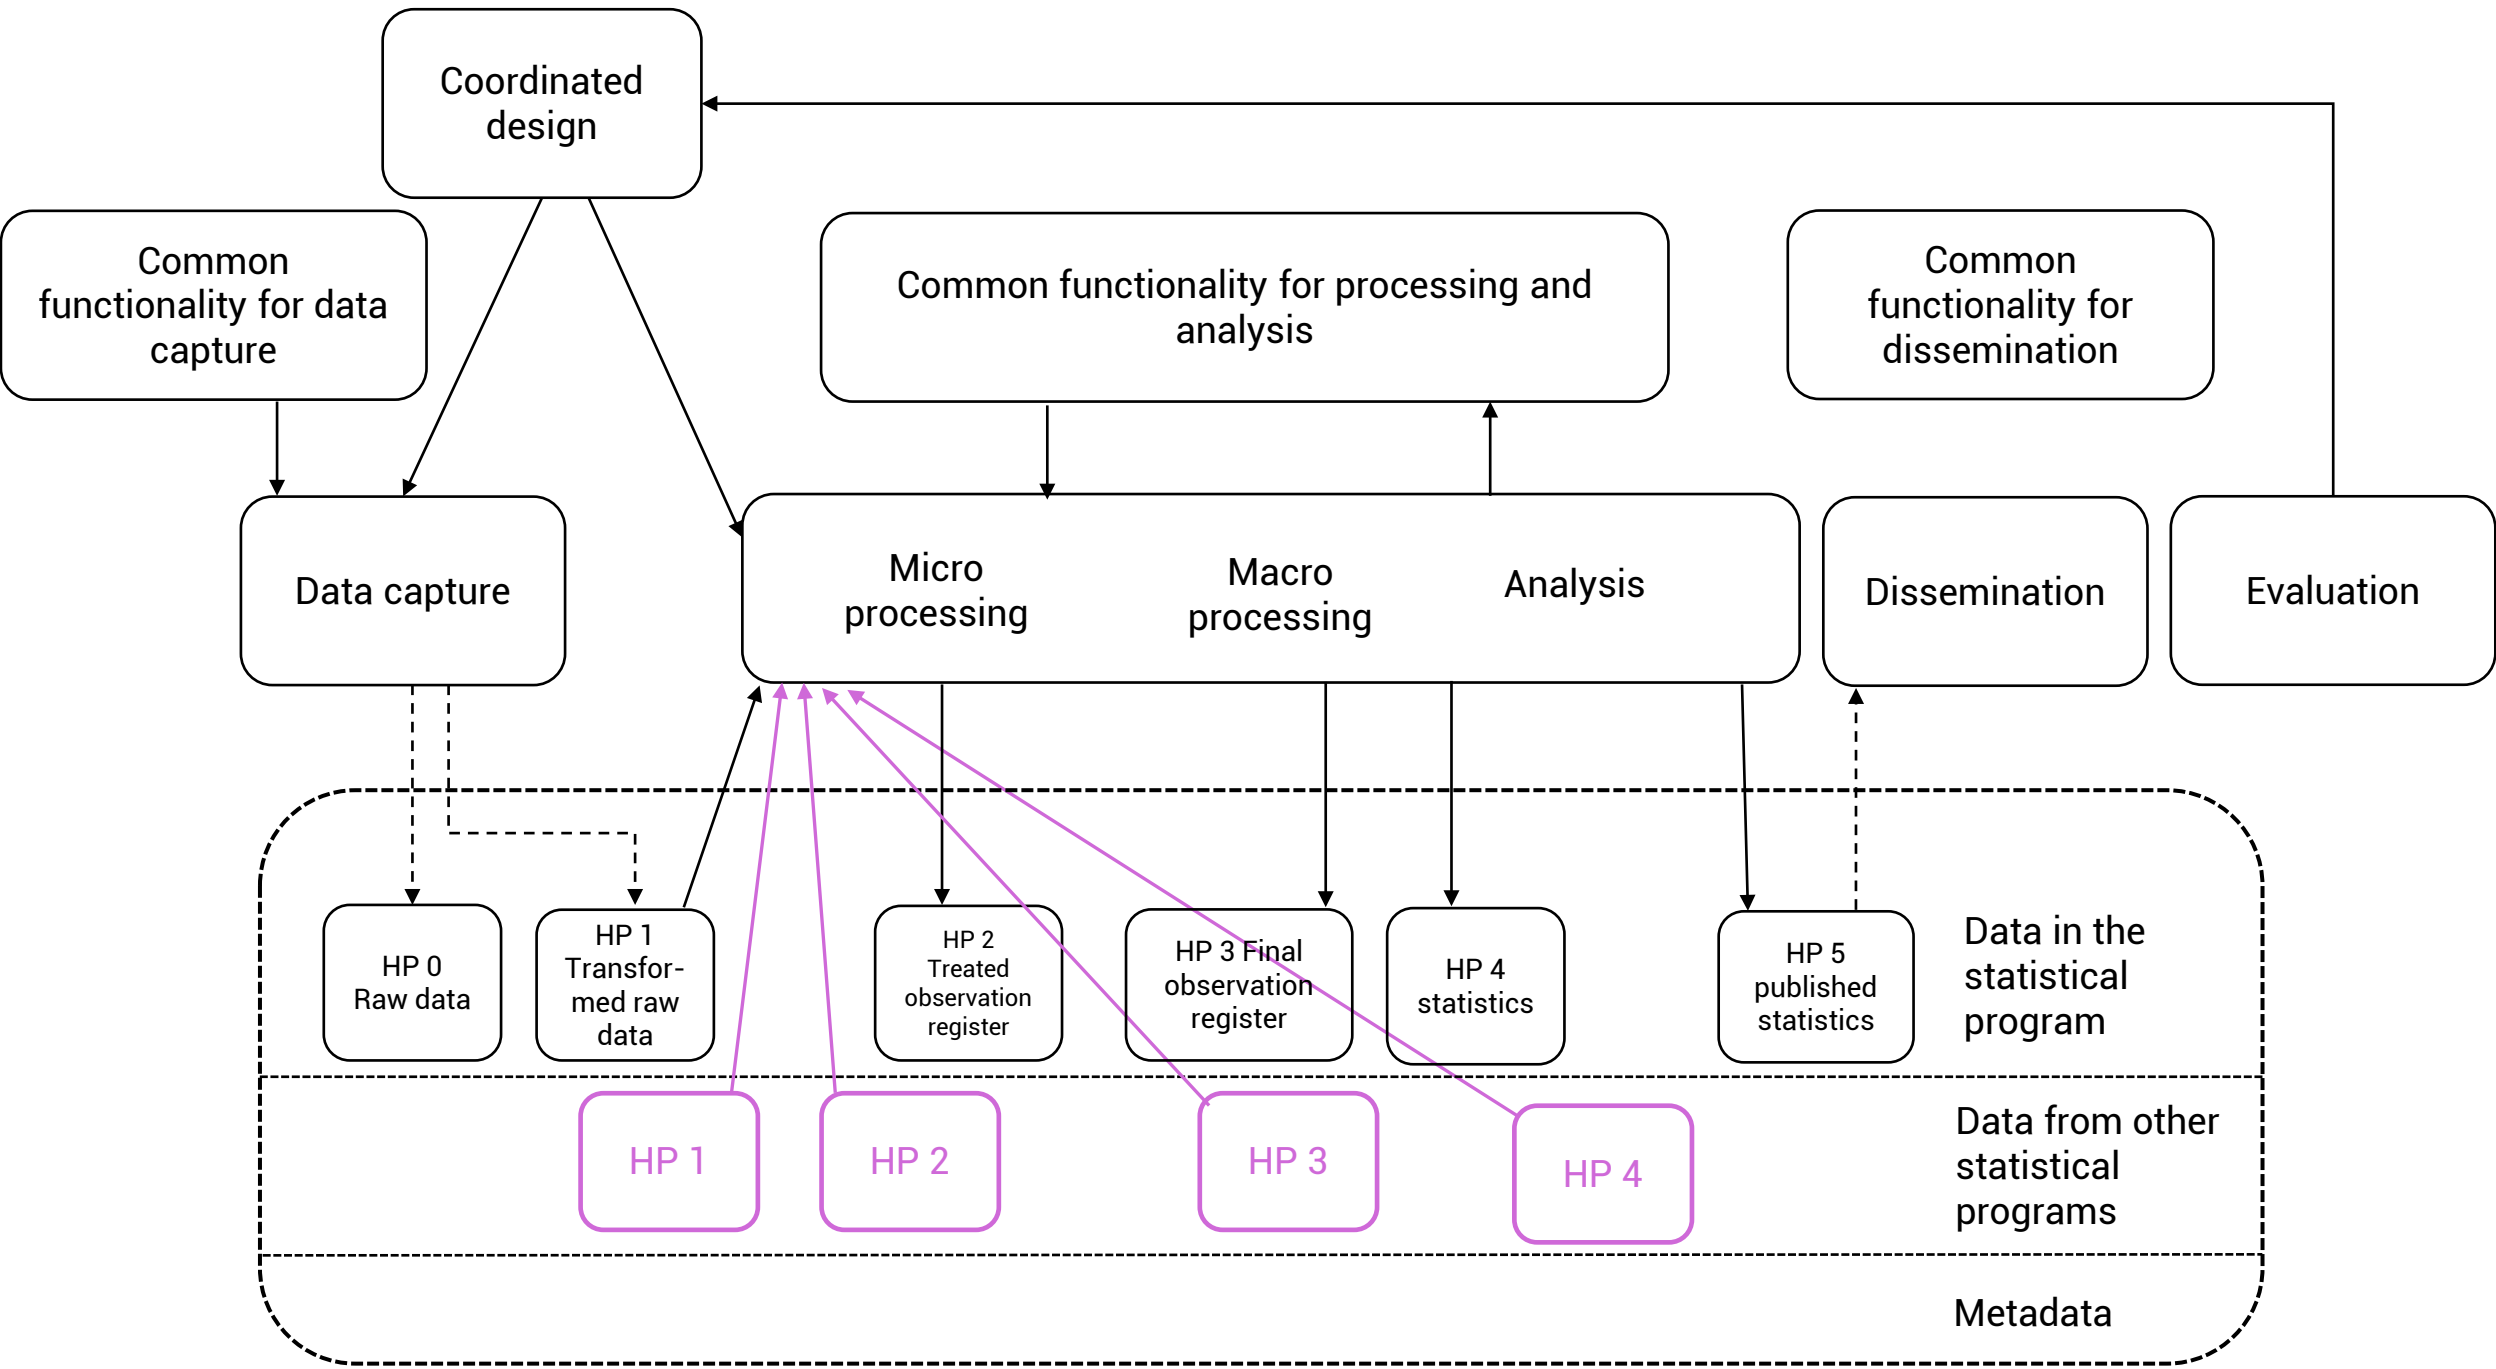 Coordinated
design
Common
functionality for data
capture
Common functionality for processing and
analysis
Common
functionality for
dissemination
Data capture
Micro
processing
Macro
processing
Analysis
Dissemination
Evaluation
HP 0
Raw data
HP 1
Transfor-
med raw
data
HP 2
Treated
observation
register
HP 3 Final
observation
register
HP 4
statistics
HP 5
published
statistics
Data in the
statistical
program
HP 1
HP 2
HP 3
HP 4
Data from other
statistical
programs
Metadata